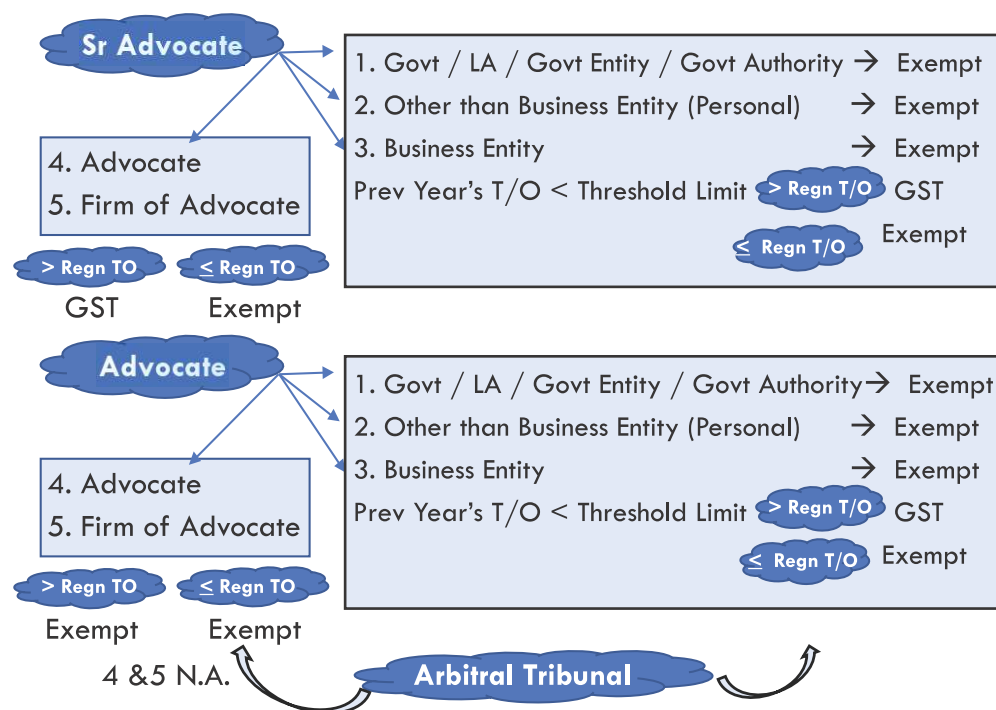 Sr Advocate
1. Govt / LA / Govt Entity / Govt Authority → Exempt
2. Other than Business Entity (Personal) → Exempt
3. Business Entity → Exempt
Prev Year's T/O < Threshold Limit > Regn T/O GST
≤ Regn T/O Exempt
4. Advocate
5. Firm of Advocate
> Regn TO ≤ Regn TO
GST Exempt
Advocate
1. Govt / LA / Govt Entity / Govt Authority → Exempt
2. Other than Business Entity (Personal) → Exempt
3. Business Entity → Exempt
Prev Year's T/O < Threshold Limit > Regn T/O GST
≤ Regn T/O Exempt
4. Advocate
5. Firm of Advocate
> Regn TO ≤ Regn TO
Exempt Exempt
4 &5 N.A.
Arbitral Tribunal